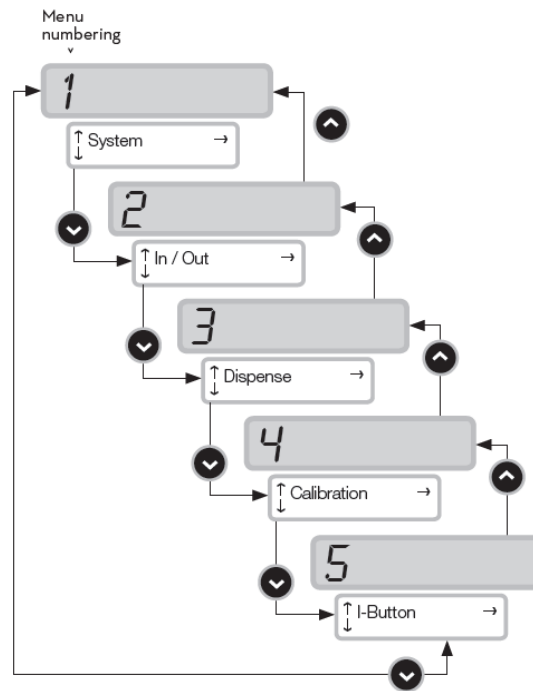 Menu
numbering
1
↑↓ System →
2
↑↓ In / Out →
3
↑↓ Dispense →
4
↑↓ Calibration →
5
↑↓ I-Button →